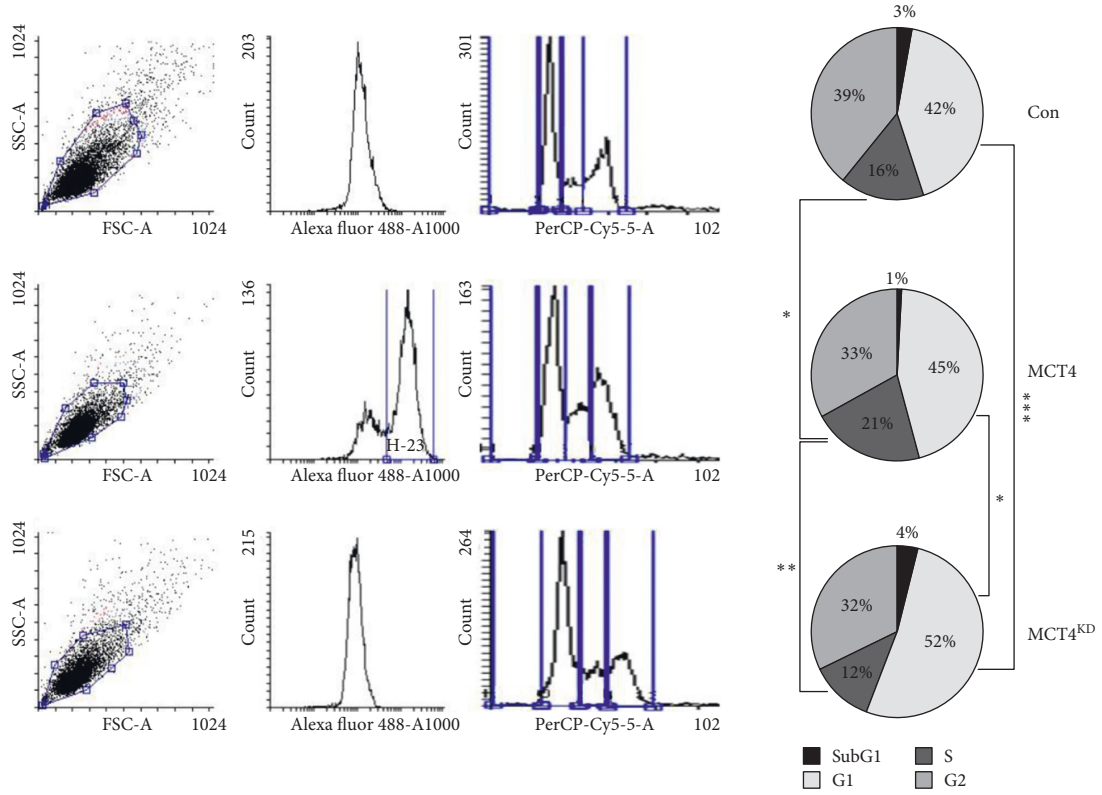 1024
SSC-A
FSC-A
1024
203
Count
Alexa fluor 488-A1000
301
Count
PerCP-Cy5-5-A
102
3%
42%
16%
39%
Con
1024
SSC-A
FSC-A
1024
136
Count
H-23
Alexa fluor 488-A1000
163
Count
PerCP-Cy5-5-A
102
1%
45%
21%
33%
MCT4
*
***
*
**
1024
SSC-A
FSC-A
1024
215
Count
Alexa fluor 488-A1000
264
Count
PerCP-Cy5-5-A
102
4%
52%
12%
32%
MCT4ᴷᴰ
SubG1
S
G1
G2